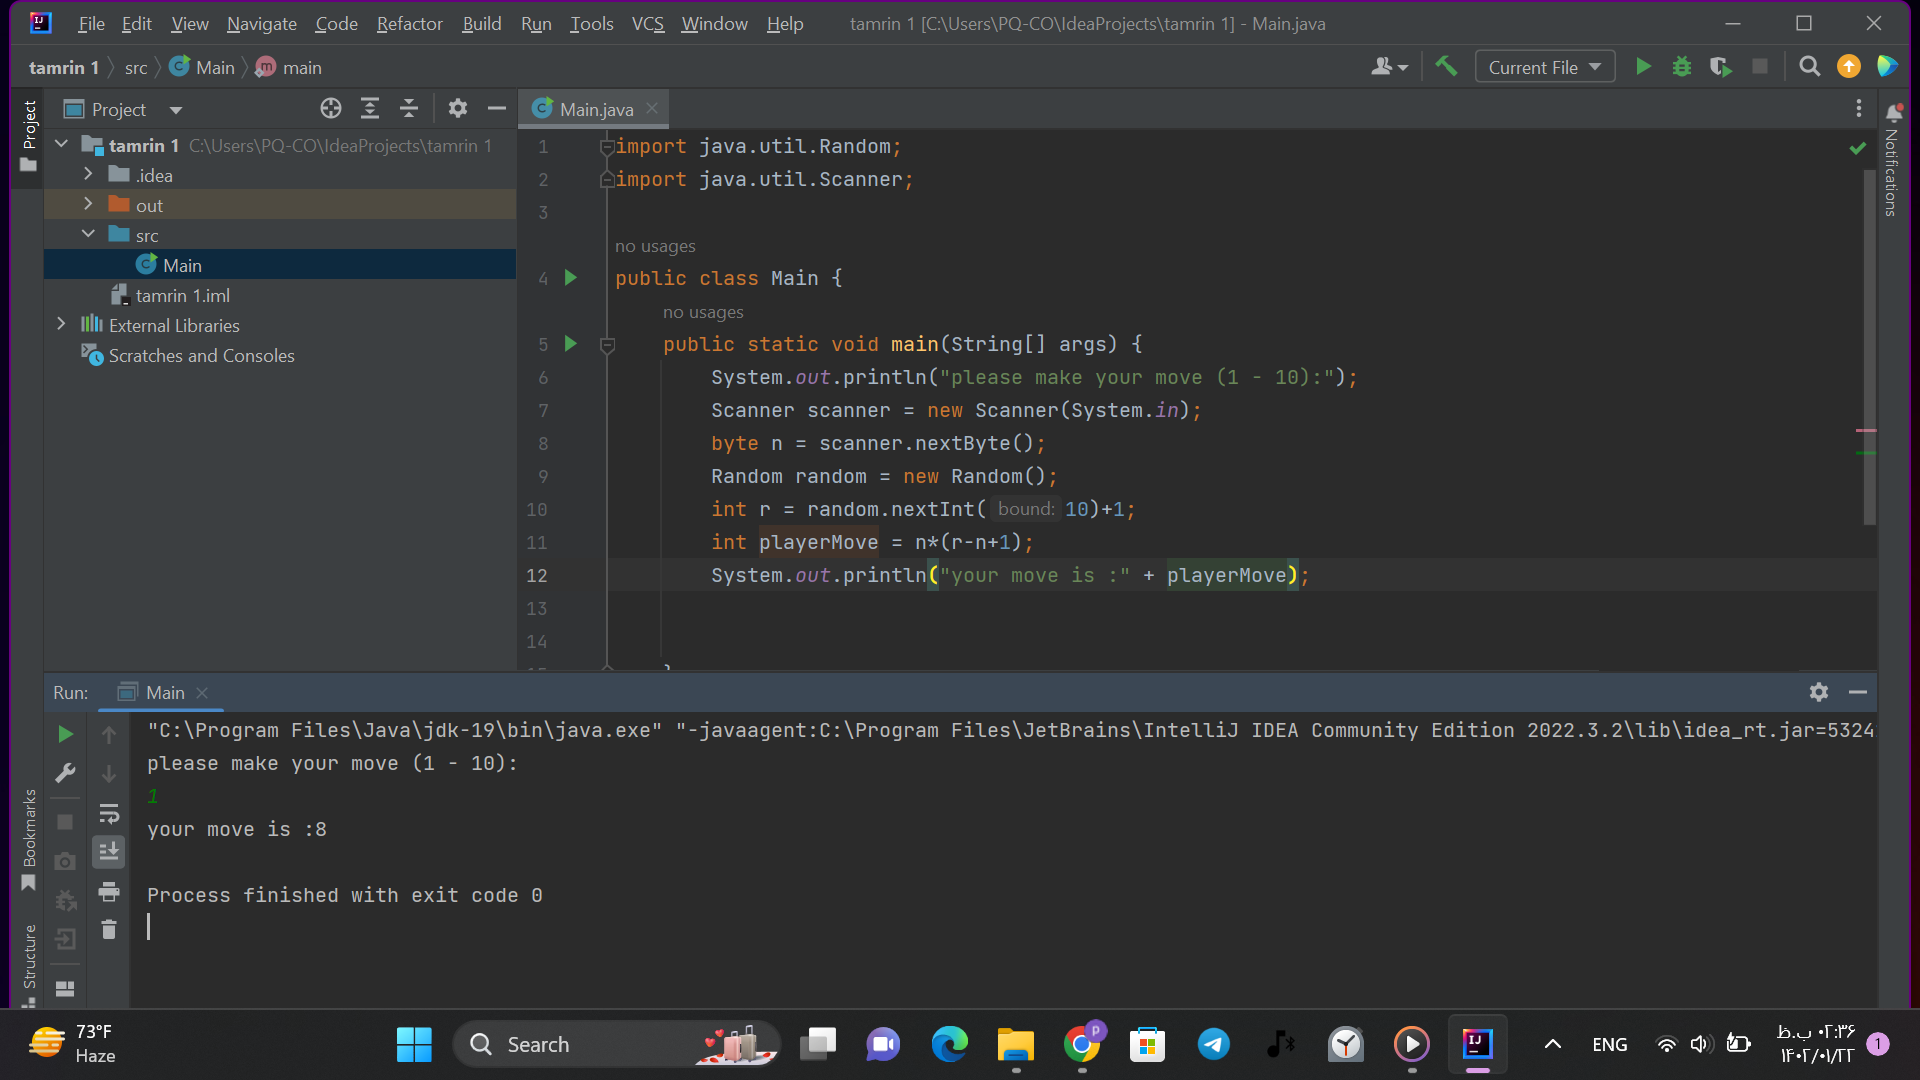 File Edit View Navigate Code Refactor Build Run Tools VCS Window Help tamrin 1 [C:\Users\PQ-CO\IdeaProjects\tamrin 1] - Main.java
tamrin 1 src Main main Current File
Project
Project
tamrin 1 C:\Users\PQ-CO\IdeaProjects\tamrin 1
.idea
out
src
Main
tamrin 1.iml
External Libraries
Scratches and Consoles
Main.java
1 import java.util.Random;
2 import java.util.Scanner;
3
no usages
4 public class Main {
no usages
5 public static void main(String[] args) {
6 System.out.println("please make your move (1 - 10):");
7 Scanner scanner = new Scanner(System.in);
8 byte n = scanner.nextByte();
9 Random random = new Random();
10 int r = random.nextInt( bound: 10)+1;
11 int playerMove = n*(r-n+1);
12 System.out.println("your move is :" + playerMove);
13
14
Notifications
Run: Main
"C:\Program Files\Java\jdk-19\bin\java.exe" "-javaagent:C:\Program Files\JetBrains\IntelliJ IDEA Community Edition 2022.3.2\lib\idea_rt.jar=5324
please make your move (1 - 10):
1
your move is :8
Process finished with exit code 0
Bookmarks
Structure
73°F
Haze
Search
P
IJ
ENG
۰۲:۳۶ ب.ظ
۱۴۰۲/۰۱/۲۲
1